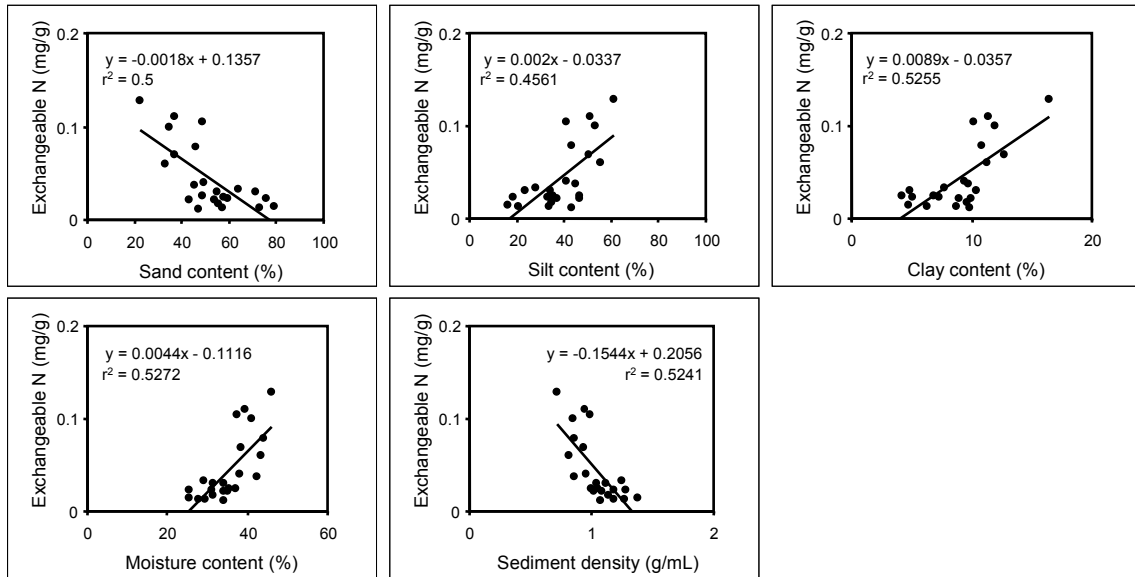 Exchangeable N (mg/g)
0.2
0.1
0
y = -0.0018x + 0.1357
r² = 0.5
0 20 40 60 80 100
Sand content (%)
Exchangeable N (mg/g)
0.2
0.1
0
y = 0.002x - 0.0337
r² = 0.4561
0 20 40 60 80 100
Silt content (%)
Exchangeable N (mg/g)
0.2
0.1
0
y = 0.0089x - 0.0357
r² = 0.5255
0 10 20
Clay content (%)
Exchangeable N (mg/g)
0.2
0.1
0
y = 0.0044x - 0.1116
r² = 0.5272
0 20 40 60
Moisture content (%)
Exchangeable N (mg/g)
0.2
0.1
0
y = -0.1544x + 0.2056
r² = 0.5241
0 1 2
Sediment density (g/mL)